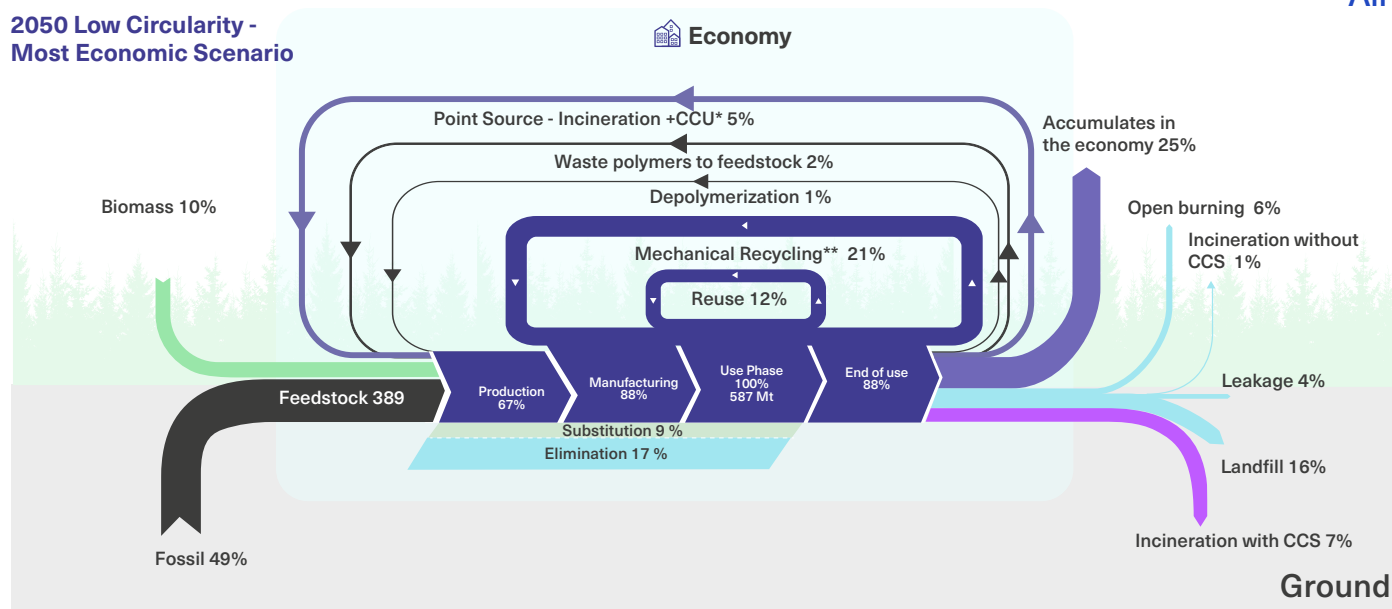 2050 Low Circularity -
Most Economic Scenario
Economy
Point Source - Incineration +CCU* 5%
Waste polymers to feedstock 2%
Depolymerization 1%
Mechanical Recycling** 21%
Reuse 12%
Accumulates in
the economy 25%
Biomass 10%
Open burning 6%
Incineration without
CCS 1%
Feedstock 389
Production
67%
Manufacturing
88%
Use Phase
100%
587 Mt
End of use
88%
Leakage 4%
Substitution 9 %
Elimination 17 %
Landfill 16%
Fossil 49%
Incineration with CCS 7%
Ground